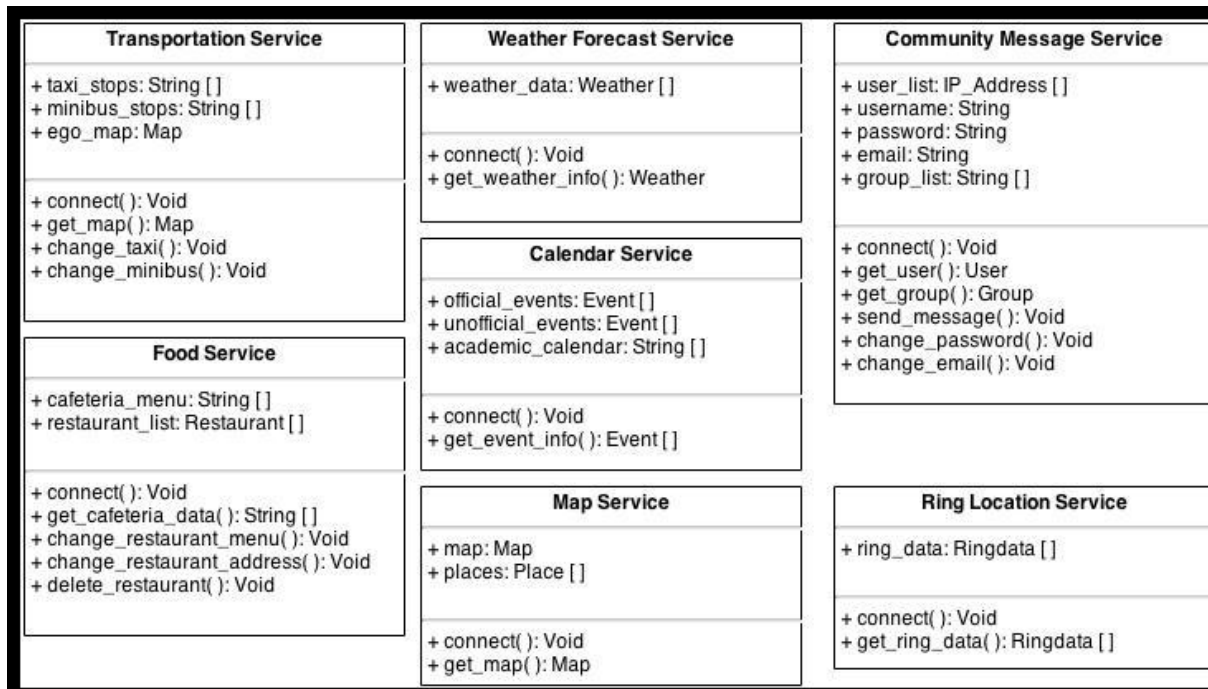 Transportation Service
+ taxi_stops: String [ ]
+ minibus_stops: String [ ]
+ ego_map: Map
+ connect( ): Void
+ get_map( ): Map
+ change_taxi( ): Void
+ change_minibus( ): Void
Food Service
+ cafeteria_menu: String [ ]
+ restaurant_list: Restaurant [ ]
+ connect( ): Void
+ get_cafeteria_data( ): String [ ]
+ change_restaurant_menu( ): Void
+ change_restaurant_address( ): Void
+ delete_restaurant( ): Void
Weather Forecast Service
+ weather_data: Weather [ ]
+ connect( ): Void
+ get_weather_info( ): Weather
Calendar Service
+ official_events: Event [ ]
+ unofficial_events: Event [ ]
+ academic_calendar: String [ ]
+ connect( ): Void
+ get_event_info( ): Event [ ]
Map Service
+ map: Map
+ places: Place [ ]
+ connect( ): Void
+ get_map( ): Map
Community Message Service
+ user_list: IP_Address [ ]
+ username: String
+ password: String
+ email: String
+ group_list: String [ ]
+ connect( ): Void
+ get_user( ): User
+ get_group( ): Group
+ send_message( ): Void
+ change_password( ): Void
+ change_email( ): Void
Ring Location Service
+ ring_data: Ringdata [ ]
+ connect( ): Void
+ get_ring_data( ): Ringdata [ ]